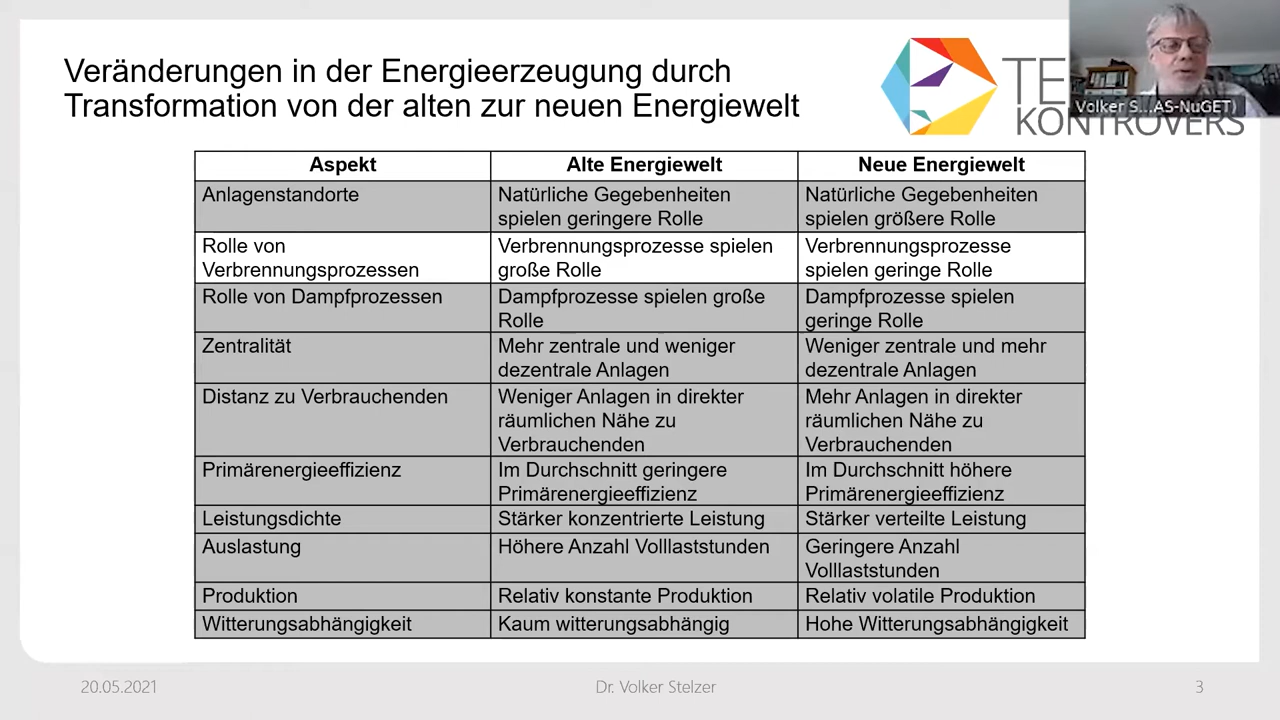 Veränderungen in der Energieerzeugung durch
Transformation von der alten zur neuen Energiewelt
TE
KONTROVERS
Volker S...AS-NuGET)
Aspekt Alte Energiewelt Neue Energiewelt
Anlagenstandorte Natürliche Gegebenheiten Natürliche Gegebenheiten
spielen geringere Rolle spielen größere Rolle
Rolle von Verbrennungsprozesse spielen Verbrennungsprozesse
Verbrennungsprozessen große Rolle spielen geringe Rolle
Rolle von Dampfprozessen Dampfprozesse spielen große Dampfprozesse spielen
Rolle geringe Rolle
Zentralität Mehr zentrale und weniger Weniger zentrale und mehr
dezentrale Anlagen dezentrale Anlagen
Distanz zu Verbrauchenden Weniger Anlagen in direkter Mehr Anlagen in direkter
räumlichen Nähe zu räumlichen Nähe zu
Verbrauchenden Verbrauchenden
Primärenergieeffizienz Im Durchschnitt geringere Im Durchschnitt höhere
Primärenergieeffizienz Primärenergieeffizienz
Leistungsdichte Stärker konzentrierte Leistung Stärker verteilte Leistung
Auslastung Höhere Anzahl Volllaststunden Geringere Anzahl
Volllaststunden
Produktion Relativ konstante Produktion Relativ volatile Produktion
Witterungsabhängigkeit Kaum witterungsabhängig Hohe Witterungsabhängigkeit
20.05.2021 Dr. Volker Stelzer 3